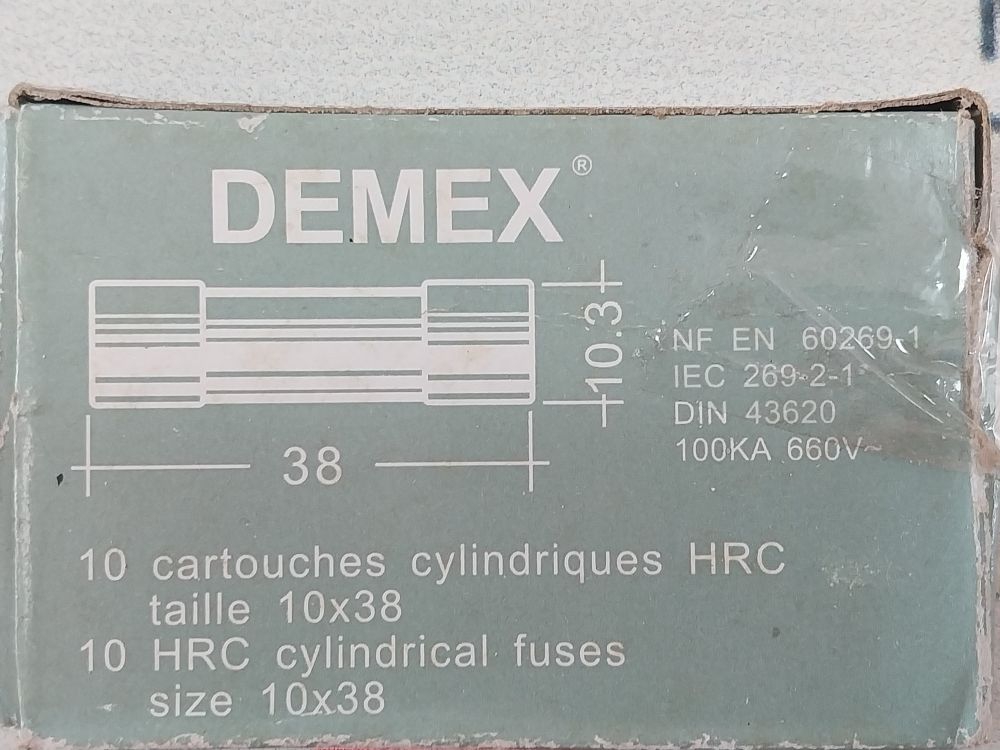 DEMEX®
10.3
38
NF EN 60269-1
IEC 269-2-1
DIN 43620
100KA 660V~
10 cartouches cylindriques HRC
taille 10x38
10 HRC cylindrical fuses
size 10x38